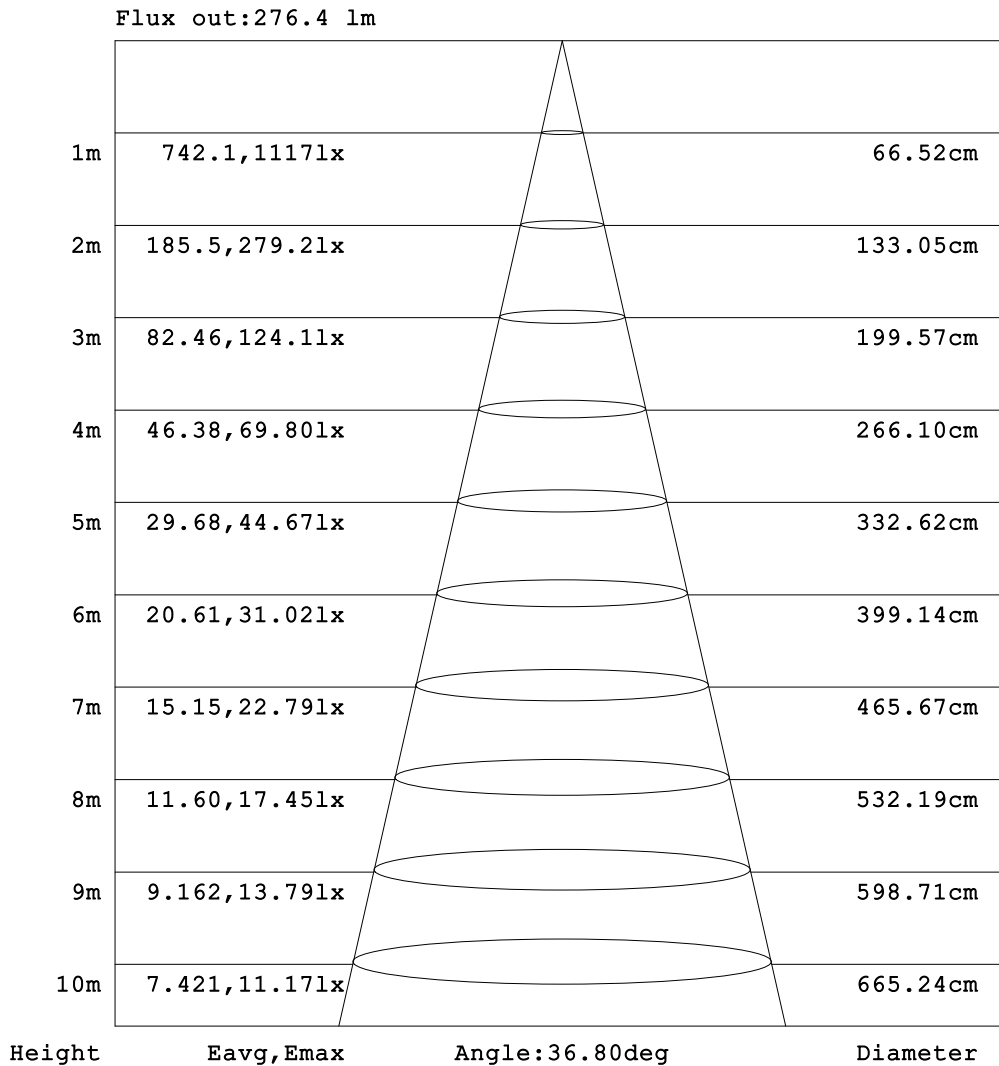 Flux out:276.4 lm
1m 742.1,1117lx 66.52cm
2m 185.5,279.2lx 133.05cm
3m 82.46,124.1lx 199.57cm
4m 46.38,69.80lx 266.10cm
5m 29.68,44.67lx 332.62cm
6m 20.61,31.02lx 399.14cm
7m 15.15,22.79lx 465.67cm
8m 11.60,17.45lx 532.19cm
9m 9.162,13.79lx 598.71cm
10m 7.421,11.17lx 665.24cm
Height Eavg,Emax Angle:36.80deg Diameter